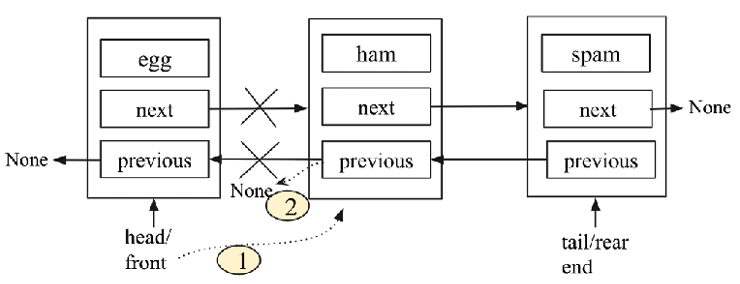 egg
next
previous
None
head/
front
ham
next
previous
None
2
1
spam
next
None
previous
tail/rear
end